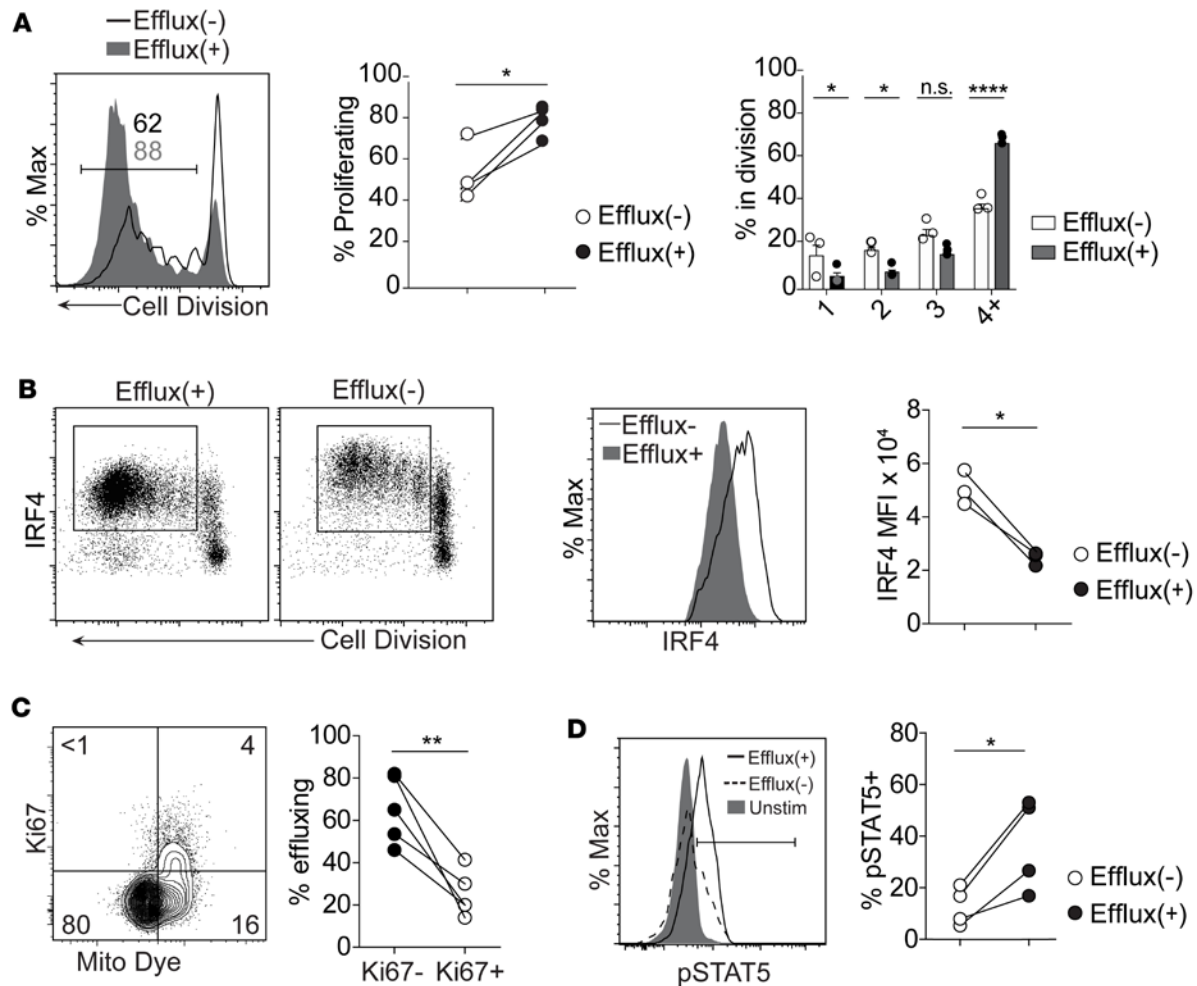 A
Efflux(-)
Efflux(+)
62
88
% Max
Cell Division
100
80
60
40
20
0
% Proliferating
*
Efflux(-)
Efflux(+)
100
80
60
40
20
0
% in division
* * n.s. ****
1 2 3 4+
Efflux(-)
Efflux(+)
B
Efflux(+) Efflux(-)
IRF4
Cell Division
Efflux-
Efflux+
% Max
IRF4
8
6
4
2
0
IRF4 MFI x 10⁴
*
Efflux(-)
Efflux(+)
C
<1 4
80 16
Ki67
Mito Dye
100
80
60
40
20
0
% effluxing
**
Ki67- Ki67+
D
Efflux(+)
Efflux(-)
Unstim
% Max
pSTAT5
80
60
40
20
0
% pSTAT5+
*
Efflux(-)
Efflux(+)